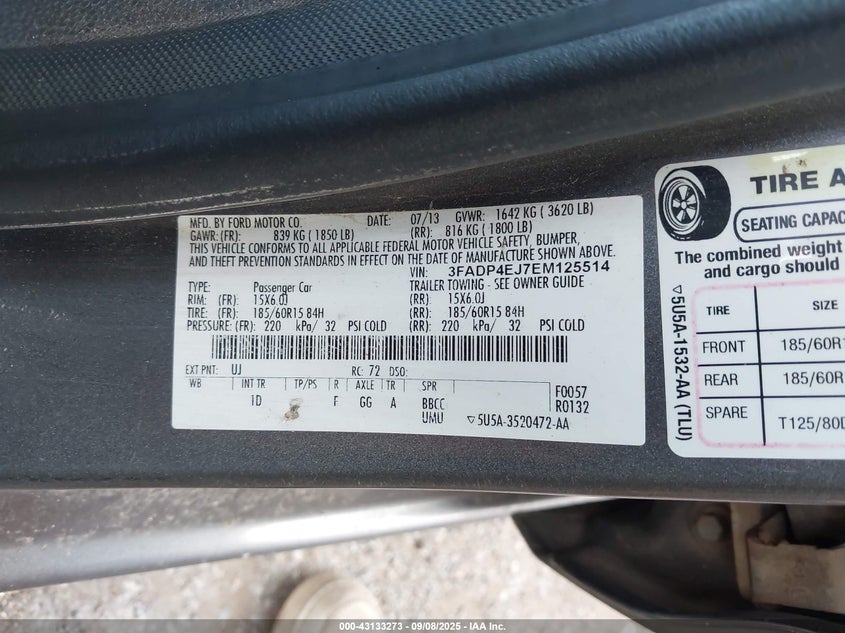 MFD. BY FORD MOTOR CO. DATE: 07/13 GVWR: 1642 KG ( 3620 LB)
GAWR: (FR): 839 KG ( 1850 LB) (RR): 816 KG ( 1800 LB)
THIS VEHICLE CONFORMS TO ALL APPLICABLE FEDERAL MOTOR VEHICLE SAFETY, BUMPER,
AND THEFT PREVENTION STANDARDS IN EFFECT ON THE DATE OF MANUFACTURE SHOWN ABOVE.
VIN: 3FADP4EJ7EM125514
TYPE: Passenger Car TRAILER TOWING - SEE OWNER GUIDE
RIM: (FR): 15X6.0J (RR): 15X6.0J
TIRE: (FR): 185/60R15 84H (RR): 185/60R15 84H
PRESSURE: (FR): 220 kPa/ 32 PSI COLD (RR): 220 kPa/ 32 PSI COLD
EXT PNT: UJ RC: 72 DSO:
WB INT TR TP/PS R AXLE TR SPR F0057
1D F GG A BBCC R0132
UMU ▽5U5A-3520472-AA
TIRE A
SEATING CAPAC
The combined weight
and cargo should
▽5U5A-1532-AA (TLU)
TIRE SIZE
FRONT 185/60R1
REAR 185/60R
SPARE T125/80D
000-43133273 - 09/08/2025 - IAA Inc.